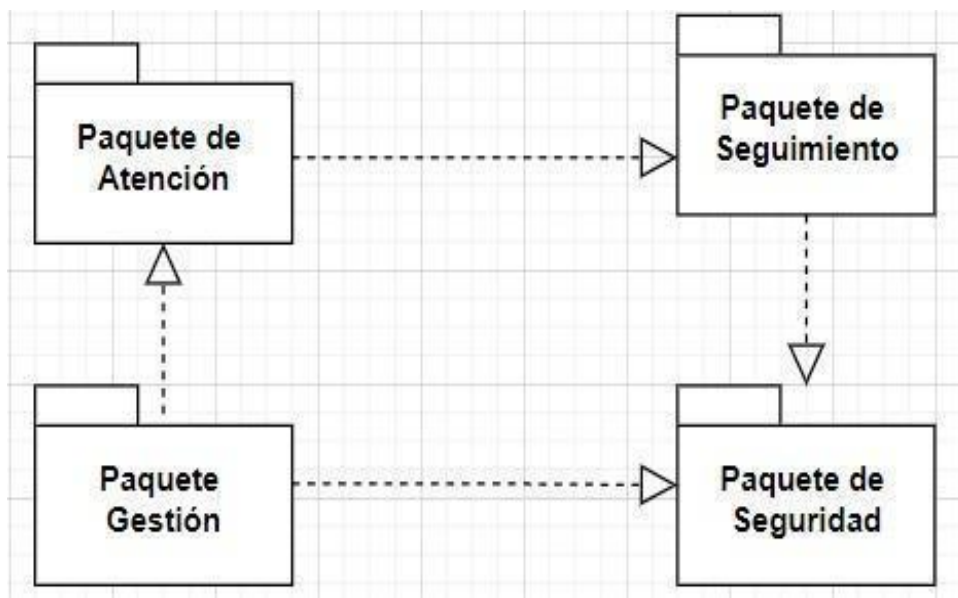 Paquete de
Atención
Paquete de
Seguimiento
Paquete
Gestión
Paquete de
Seguridad